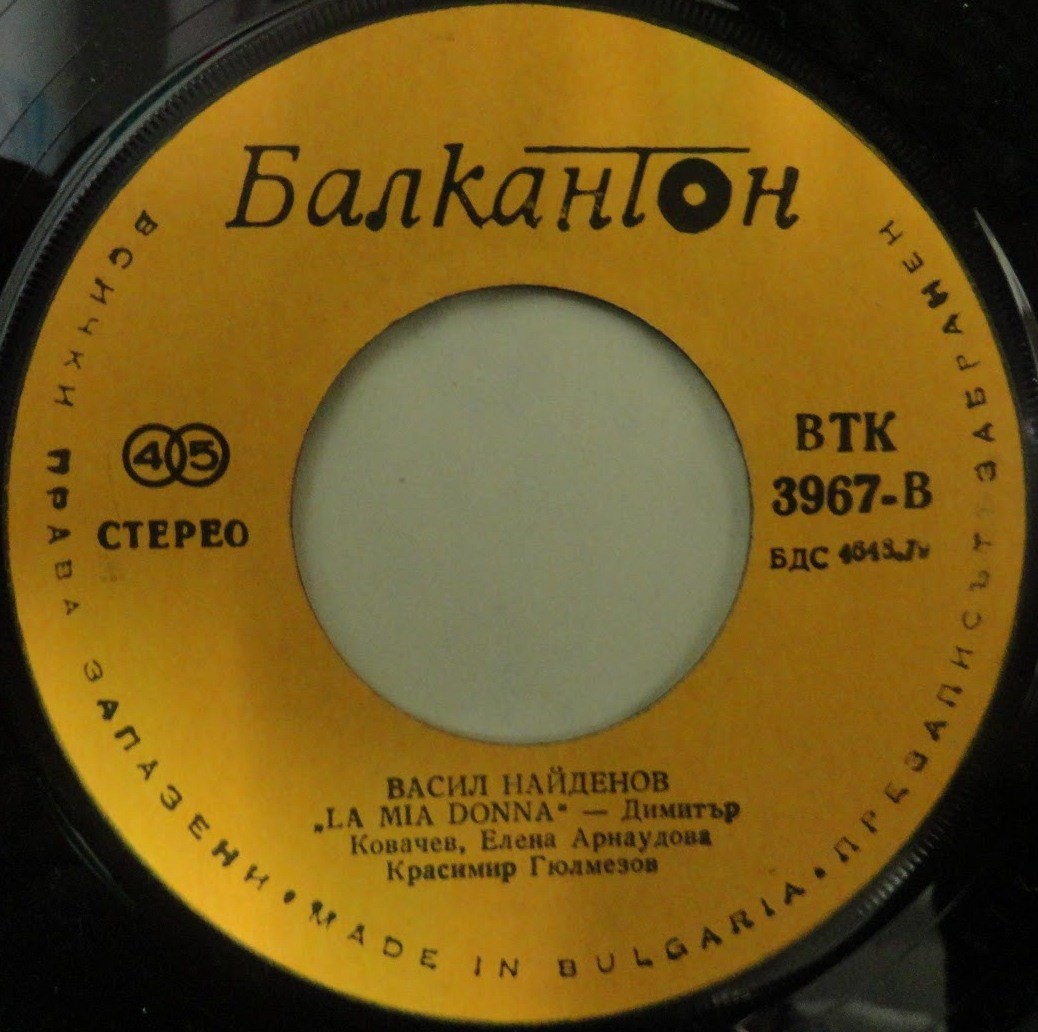 Балкантон
45
СТЕРЕО
ВТК
3967-В
БДС
ВАСИЛ НАЙДЕНОВ
„LA MIA DONNA“ — Димитър
Ковачев, Елена Арнаудова
Красимир Гюлмезов
ВСИЧКИ ПРАВА ЗАПАЗЕНИ • MADE IN BULGARIA • ПРЕЗАПИСЪТ ЗАБРАНЕН